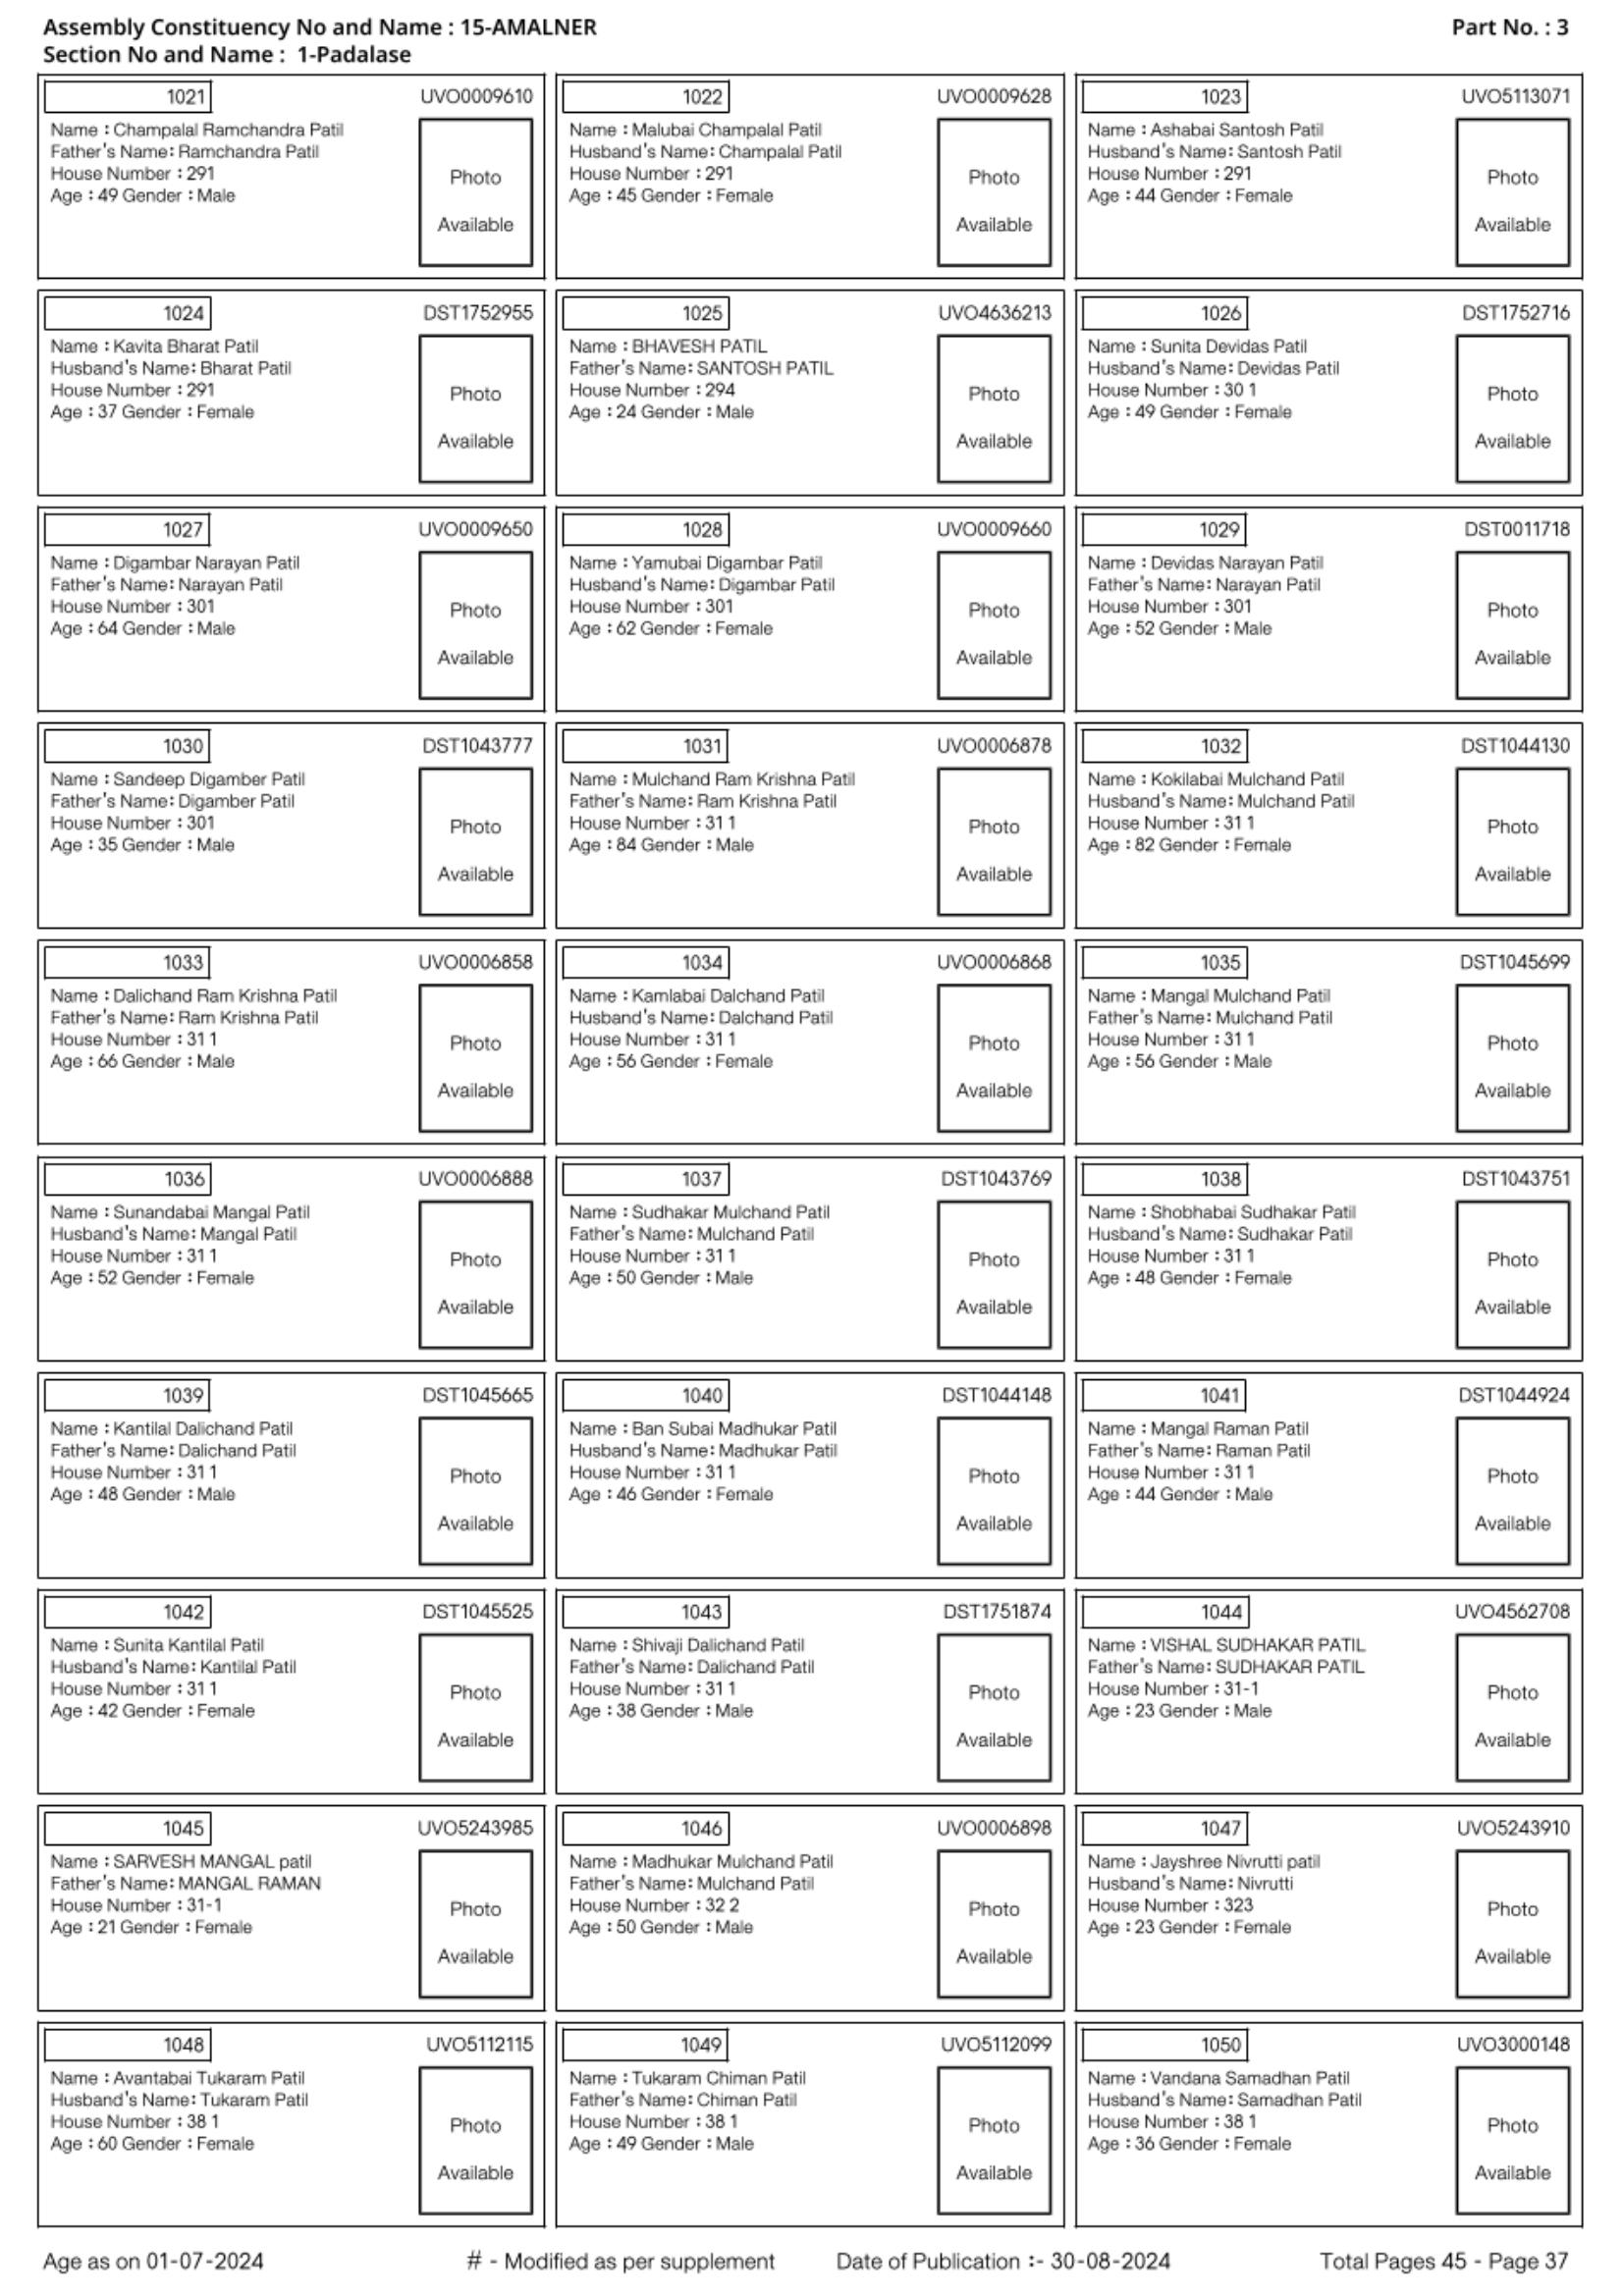 Assembly Constituency No and Name : 15-AMALNER
Part No. : 3
Section No and Name : 1-Padalase
1021 UVO0009610
Name : Champalal Ramchandra Patil
Father's Name: Ramchandra Patil
House Number : 291
Age : 49 Gender : Male
Photo
Available
1022 UVO0009628
Name : Malubai Champalal Patil
Husband's Name: Champalal Patil
House Number : 291
Age : 45 Gender : Female
Photo
Available
1023 UVO5113071
Name : Ashabai Santosh Patil
Husband's Name: Santosh Patil
House Number : 291
Age : 44 Gender : Female
Photo
Available
1024 DST1752955
Name : Kavita Bharat Patil
Husband's Name: Bharat Patil
House Number : 291
Age : 37 Gender : Female
Photo
Available
1025 UVO4636213
Name : BHAVESH PATIL
Father's Name: SANTOSH PATIL
House Number : 294
Age : 24 Gender : Male
Photo
Available
1026 DST1752716
Name : Sunita Devidas Patil
Husband's Name: Devidas Patil
House Number : 30 1
Age : 49 Gender : Female
Photo
Available
1027 UVO0009650
Name : Digambar Narayan Patil
Father's Name: Narayan Patil
House Number : 301
Age : 64 Gender : Male
Photo
Available
1028 UVO0009660
Name : Yamubai Digambar Patil
Husband's Name: Digambar Patil
House Number : 301
Age : 62 Gender : Female
Photo
Available
1029 DST0011718
Name : Devidas Narayan Patil
Father's Name: Narayan Patil
House Number : 301
Age : 52 Gender : Male
Photo
Available
1030 DST1043777
Name : Sandeep Digamber Patil
Father's Name: Digamber Patil
House Number : 301
Age : 35 Gender : Male
Photo
Available
1031 UVO0006878
Name : Mulchand Ram Krishna Patil
Father's Name: Ram Krishna Patil
House Number : 31 1
Age : 84 Gender : Male
Photo
Available
1032 DST1044130
Name : Kokilabai Mulchand Patil
Husband's Name: Mulchand Patil
House Number : 31 1
Age : 82 Gender : Female
Photo
Available
1033 UVO0006858
Name : Dalichand Ram Krishna Patil
Father's Name: Ram Krishna Patil
House Number : 31 1
Age : 66 Gender : Male
Photo
Available
1034 UVO0006868
Name : Kamlabai Dalchand Patil
Husband's Name: Dalchand Patil
House Number : 31 1
Age : 56 Gender : Female
Photo
Available
1035 DST1045699
Name : Mangal Mulchand Patil
Father's Name: Mulchand Patil
House Number : 31 1
Age : 56 Gender : Male
Photo
Available
1036 UVO0006888
Name : Sunandabai Mangal Patil
Husband's Name: Mangal Patil
House Number : 31 1
Age : 52 Gender : Female
Photo
Available
1037 DST1043769
Name : Sudhakar Mulchand Patil
Father's Name: Mulchand Patil
House Number : 31 1
Age : 50 Gender : Male
Photo
Available
1038 DST1043751
Name : Shobhabai Sudhakar Patil
Husband's Name: Sudhakar Patil
House Number : 31 1
Age : 48 Gender : Female
Photo
Available
1039 DST1045665
Name : Kantilal Dalichand Patil
Father's Name: Dalichand Patil
House Number : 31 1
Age : 48 Gender : Male
Photo
Available
1040 DST1044148
Name : Ban Subai Madhukar Patil
Husband's Name: Madhukar Patil
House Number : 31 1
Age : 46 Gender : Female
Photo
Available
1041 DST1044924
Name : Mangal Raman Patil
Father's Name: Raman Patil
House Number : 31 1
Age : 44 Gender : Male
Photo
Available
1042 DST1045525
Name : Sunita Kantilal Patil
Husband's Name: Kantilal Patil
House Number : 31 1
Age : 42 Gender : Female
Photo
Available
1043 DST1751874
Name : Shivaji Dalichand Patil
Father's Name: Dalichand Patil
House Number : 31 1
Age : 38 Gender : Male
Photo
Available
1044 UVO4562708
Name : VISHAL SUDHAKAR PATIL
Father's Name: SUDHAKAR PATIL
House Number : 31-1
Age : 23 Gender : Male
Photo
Available
1045 UVO5243985
Name : SARVESH MANGAL patil
Father's Name: MANGAL RAMAN
House Number : 31-1
Age : 21 Gender : Female
Photo
Available
1046 UVO0006898
Name : Madhukar Mulchand Patil
Father's Name: Mulchand Patil
House Number : 32 2
Age : 50 Gender : Male
Photo
Available
1047 UVO5243910
Name : Jayshree Nivrutti patil
Husband's Name: Nivrutti
House Number : 323
Age : 23 Gender : Female
Photo
Available
1048 UVO5112115
Name : Avantabai Tukaram Patil
Husband's Name: Tukaram Patil
House Number : 38 1
Age : 60 Gender : Female
Photo
Available
1049 UVO5112099
Name : Tukaram Chiman Patil
Father's Name: Chiman Patil
House Number : 38 1
Age : 49 Gender : Male
Photo
Available
1050 UVO3000148
Name : Vandana Samadhan Patil
Husband's Name: Samadhan Patil
House Number : 38 1
Age : 36 Gender : Female
Photo
Available
Age as on 01-07-2024
# - Modified as per supplement
Date of Publication :- 30-08-2024
Total Pages 45 - Page 37